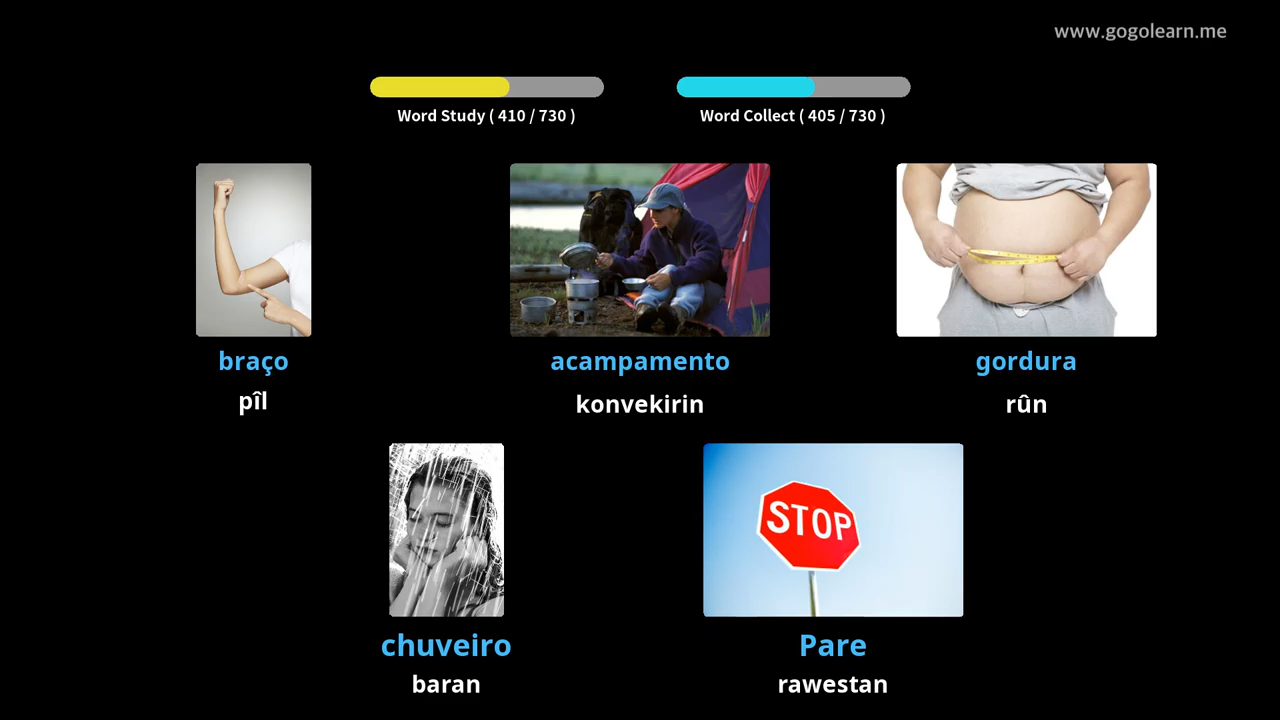 www.gogolearn.me
Word Study ( 410 / 730 )
Word Collect ( 405 / 730 )
braço
acampamento
gordura
pîl
konvekirin
rûn
STOP
chuveiro
Pare
baran
rawestan